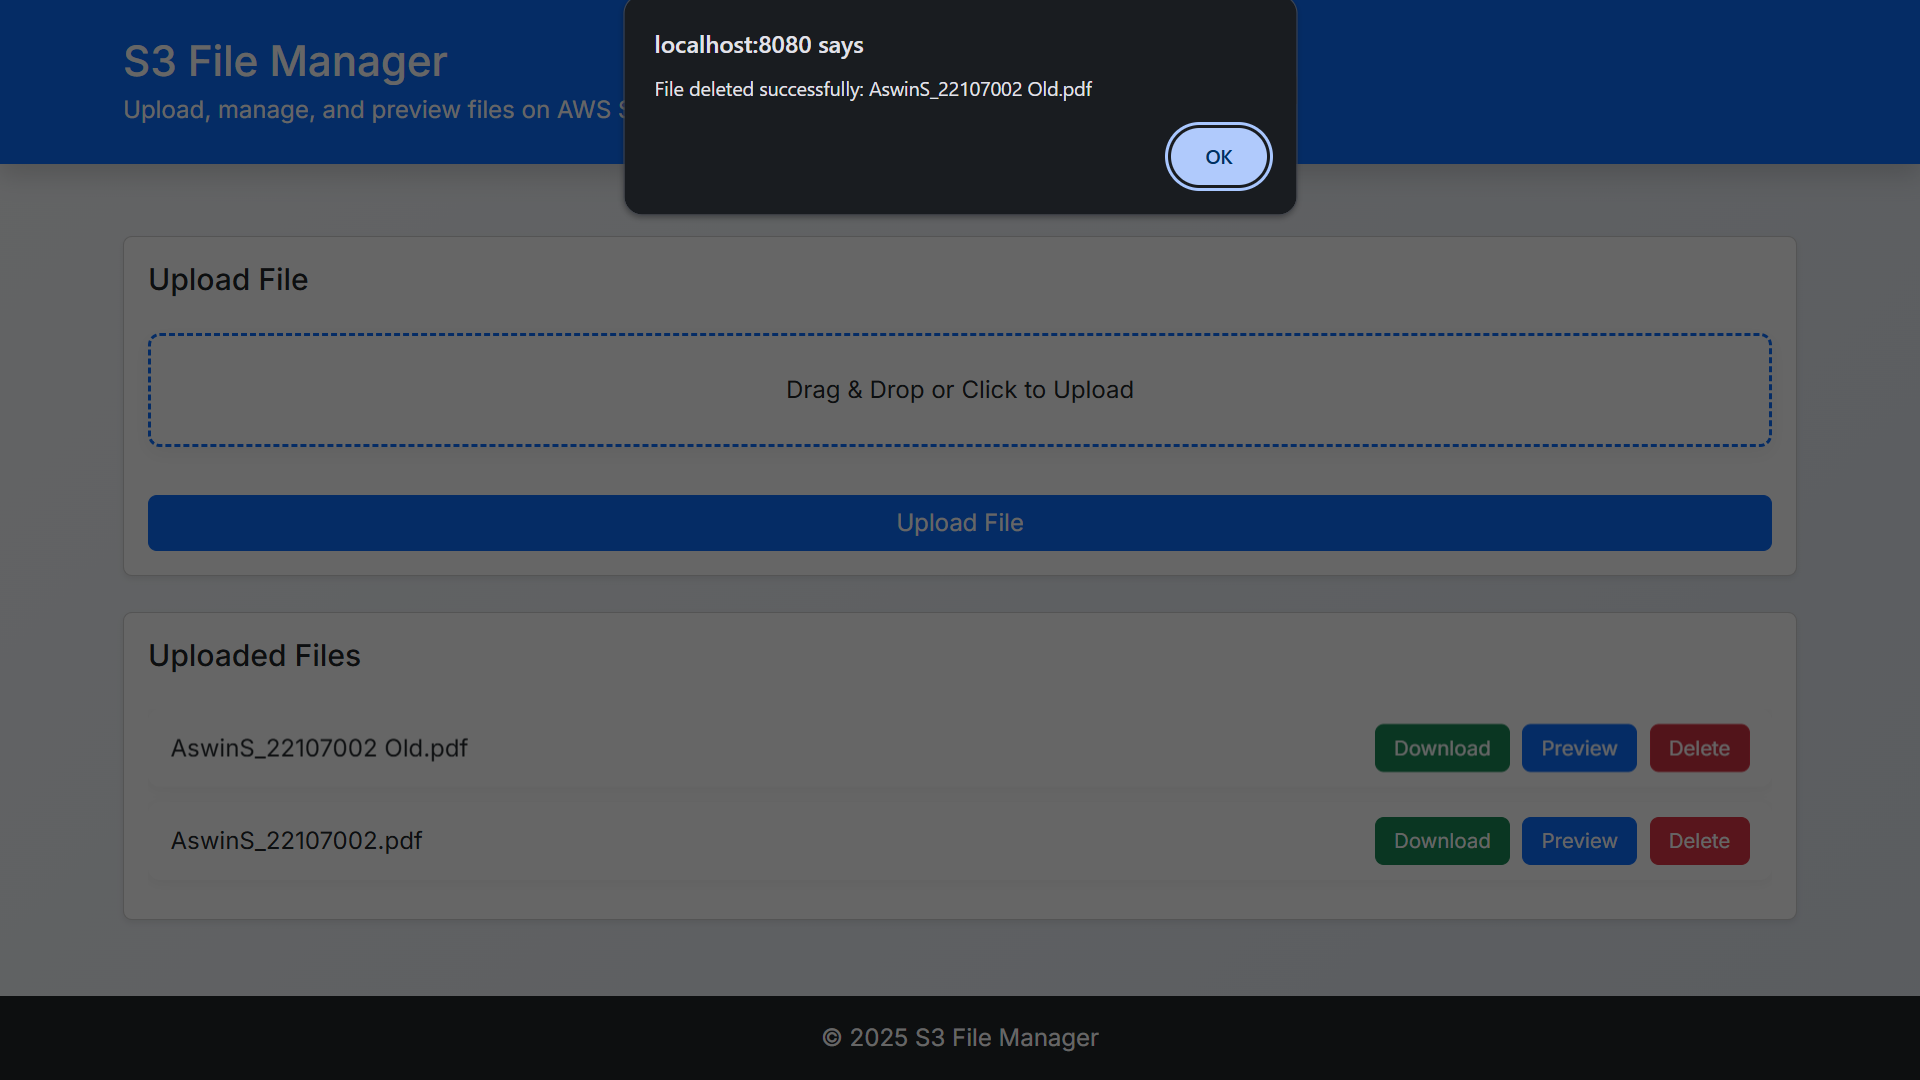 localhost:8080 says
File deleted successfully: AswinS_22107002 Old.pdf
OK
S3 File Manager
Upload, manage, and preview files on AWS
Upload File
Drag & Drop or Click to Upload
Upload File
Uploaded Files
AswinS_22107002 Old.pdf Download Preview Delete
AswinS_22107002.pdf Download Preview Delete
© 2025 S3 File Manager